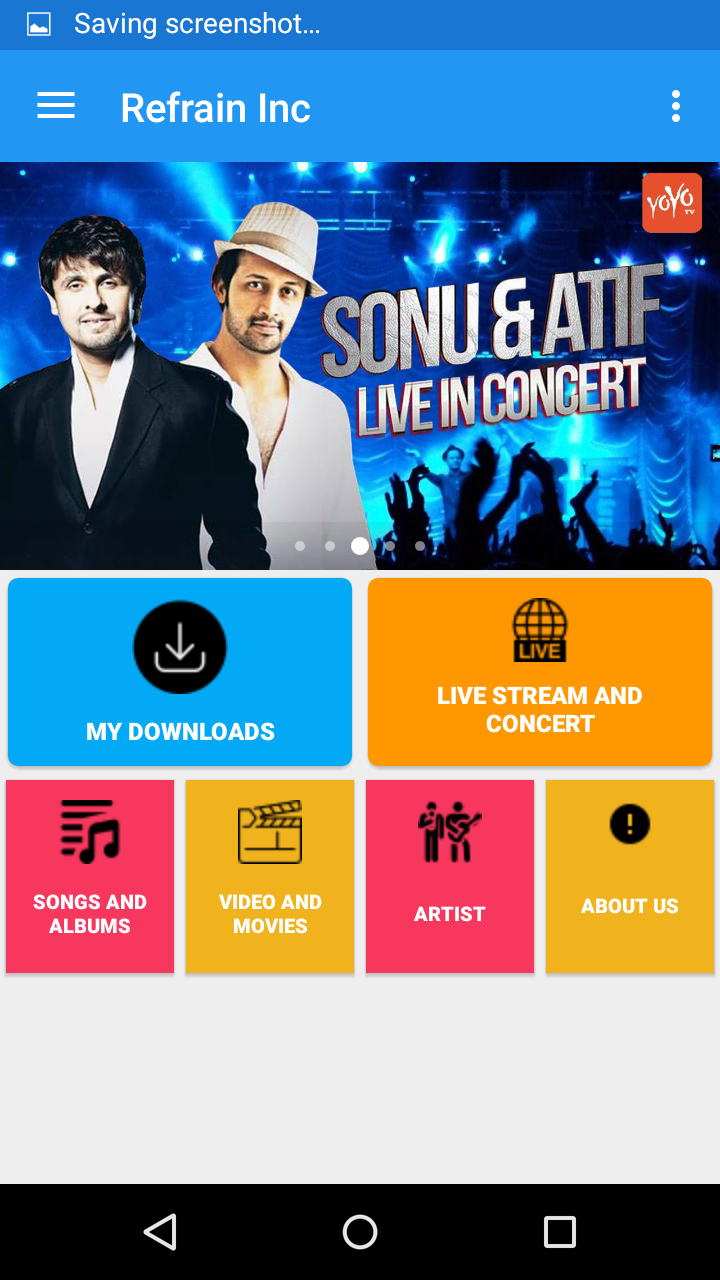 Saving screenshot...
Refrain Inc
YOYO
TV
SONU & ATIF
LIVE IN CONCERT
LIVE
MY DOWNLOADS
LIVE STREAM AND
CONCERT
SONGS AND
ALBUMS
VIDEO AND
MOVIES
ARTIST
ABOUT US